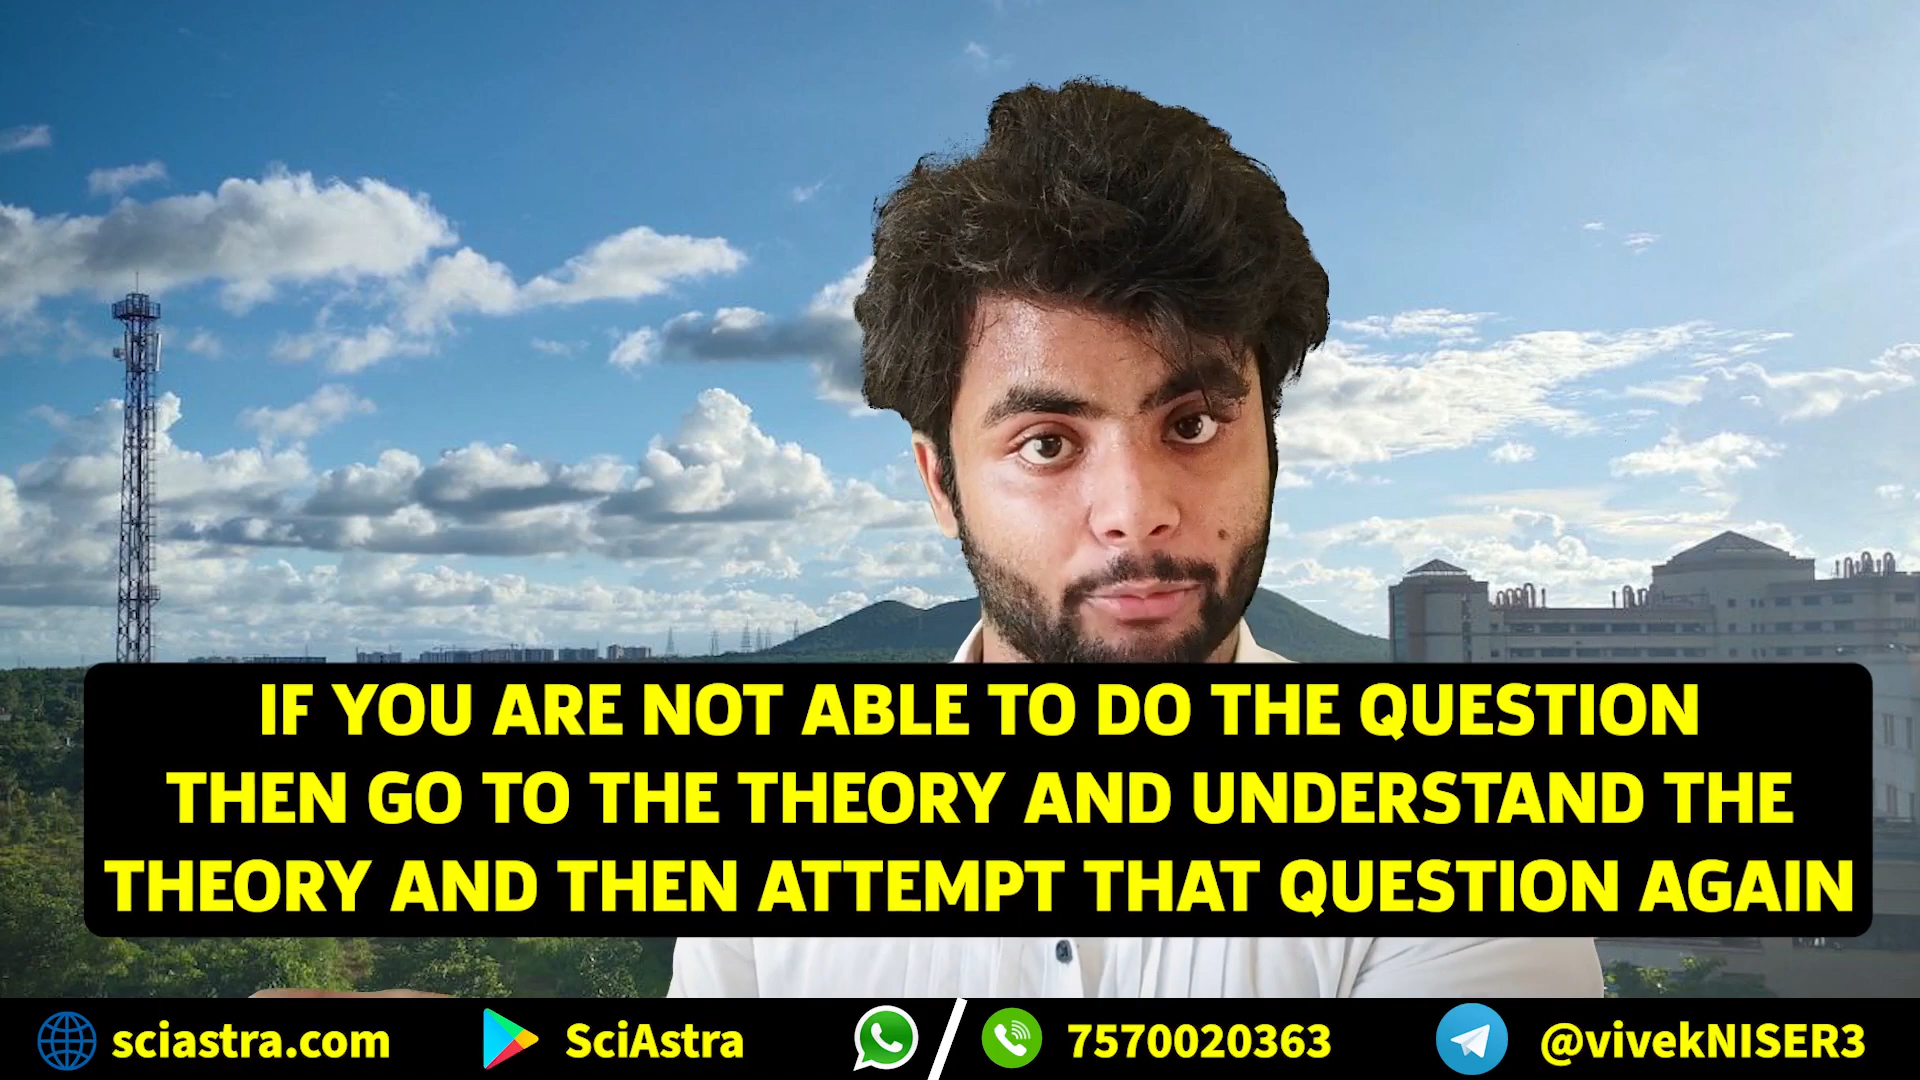 IF YOU ARE NOT ABLE TO DO THE QUESTION
THEN GO TO THE THEORY AND UNDERSTAND THE
THEORY AND THEN ATTEMPT THAT QUESTION AGAIN
sciastra.com SciAstra / 7570020363 @vivekNISER3